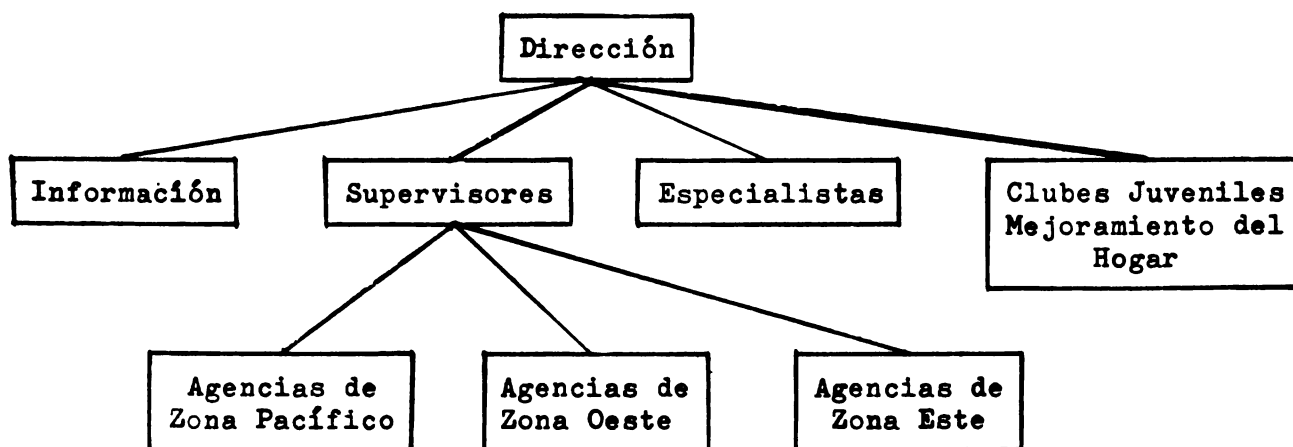 Dirección
Información
Supervisores
Especialistas
Clubes Juveniles
Mejoramiento del
Hogar
Agencias de
Zona Pacífico
Agencias de
Zona Oeste
Agencias de
Zona Este